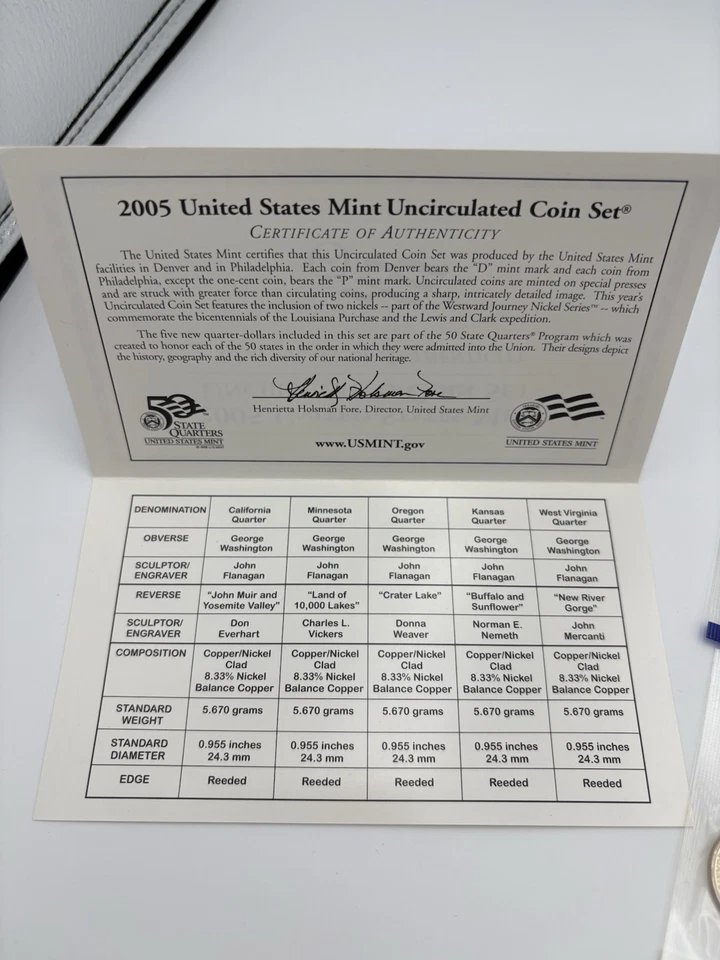 2005 United States Mint Uncirculated Coin Set®
CERTIFICATE OF AUTHENTICITY
The United States Mint certifies that this Uncirculated Coin Set was produced by the United States Mint
facilities in Denver and in Philadelphia. Each coin from Denver bears the "D" mint mark and each coin from
Philadelphia, except the one-cent coin, bears the "P" mint mark. Uncirculated coins are minted on special presses
and are struck with greater force than circulating coins, producing a sharp, intricately detailed image. This year's
Uncirculated Coin Set features the inclusion of two nickels -- part of the Westward Journey Nickel Series™ -- which
commemorate the bicentennials of the Louisiana Purchase and the Lewis and Clark expedition.
The five new quarter-dollars included in this set are part of the 50 State Quarters® Program which was
created to honor each of the 50 states in the order in which they were admitted into the Union. Their designs depict
the history, geography and the rich diversity of our national heritage.
Henrietta Holsman Fore
Henrietta Holsman Fore, Director, United States Mint
50
STATE
QUARTERS
UNITED STATES MINT
www.USMINT.gov
UNITED STATES MINT
DENOMINATION California Quarter Minnesota Quarter Oregon Quarter Kansas Quarter West Virginia Quarter
OBVERSE George Washington George Washington George Washington George Washington George Washington
SCULPTOR/ENGRAVER John Flanagan John Flanagan John Flanagan John Flanagan John Flanagan
REVERSE "John Muir and Yosemite Valley" "Land of 10,000 Lakes" "Crater Lake" "Buffalo and Sunflower" "New River Gorge"
SCULPTOR/ENGRAVER Don Everhart Charles L. Vickers Donna Weaver Norman E. Nemeth John Mercanti
COMPOSITION Copper/Nickel Clad 8.33% Nickel Balance Copper Copper/Nickel Clad 8.33% Nickel Balance Copper Copper/Nickel Clad 8.33% Nickel Balance Copper Copper/Nickel Clad 8.33% Nickel Balance Copper Copper/Nickel Clad 8.33% Nickel Balance Copper
STANDARD WEIGHT 5.670 grams 5.670 grams 5.670 grams 5.670 grams 5.670 grams
STANDARD DIAMETER 0.955 inches 24.3 mm 0.955 inches 24.3 mm 0.955 inches 24.3 mm 0.955 inches 24.3 mm 0.955 inches 24.3 mm
EDGE Reeded Reeded Reeded Reeded Reeded